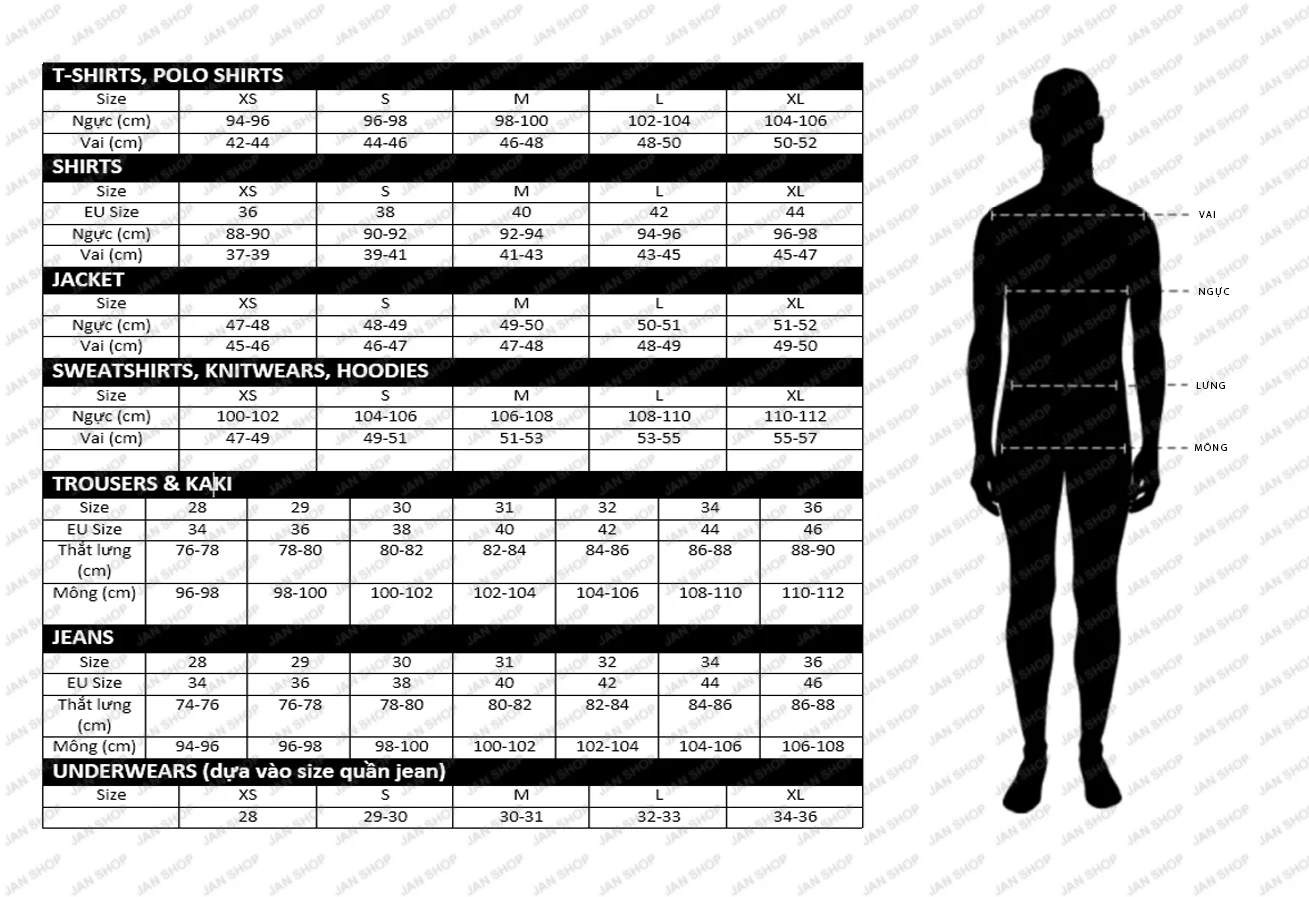 T-SHIRTS, POLO SHIRTS
Size XS S M L XL
Ngực (cm) 94-96 96-98 98-100 102-104 104-106
Vai (cm) 42-44 44-46 46-48 48-50 50-52
SHIRTS
Size XS S M L XL
EU Size 36 38 40 42 44
Ngực (cm) 88-90 90-92 92-94 94-96 96-98
Vai (cm) 37-39 39-41 41-43 43-45 45-47
JACKET
Size XS S M L XL
Ngực (cm) 47-48 48-49 49-50 50-51 51-52
Vai (cm) 45-46 46-47 47-48 48-49 49-50
SWEATSHIRTS, KNITWEARS, HOODIES
Size XS S M L XL
Ngực (cm) 100-102 104-106 106-108 108-110 110-112
Vai (cm) 47-49 49-51 51-53 53-55 55-57
TROUSERS & KAKI
Size 28 29 30 31 32 34 36
EU Size 34 36 38 40 42 44 46
Thắt lưng 76-78 78-80 80-82 82-84 84-86 86-88 88-90
(cm)
Mông (cm) 96-98 98-100 100-102 102-104 104-106 108-110 110-112
JEANS
Size 28 29 30 31 32 34 36
EU Size 34 36 38 40 42 44 46
Thắt lưng 74-76 76-78 78-80 80-82 82-84 84-86 86-88
(cm)
Mông (cm) 94-96 96-98 98-100 100-102 102-104 104-106 106-108
UNDERWEARS (dựa vào size quần jean)
Size XS S M L XL
28 29-30 30-31 32-33 34-36
VAI
NGỰC
LƯNG
MÔNG
JAN SHOP